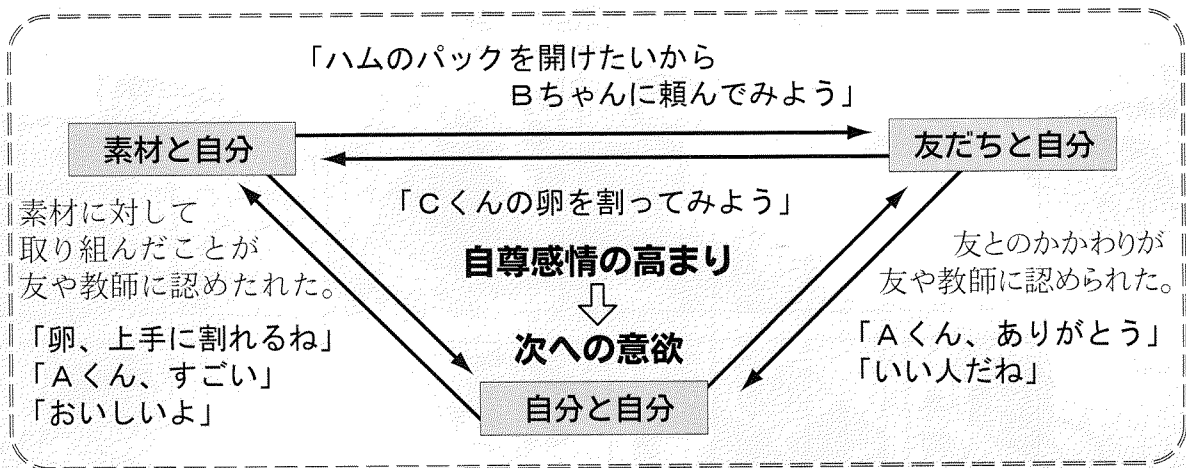 「ハムのパックを開けたいから
Bちゃんに頼んでみよう」
素材と自分
友だちと自分
「Cくんの卵を割ってみよう」
素材に対して
取り組んだことが
友や教師に認めたれた。
「卵、上手に割れるね」
「Aくん、すごい」
「おいしいよ」
自尊感情の高まり
次への意欲
自分と自分
友とのかかわりが
友や教師に認められた。
「Aくん、ありがとう」
「いい人だね」